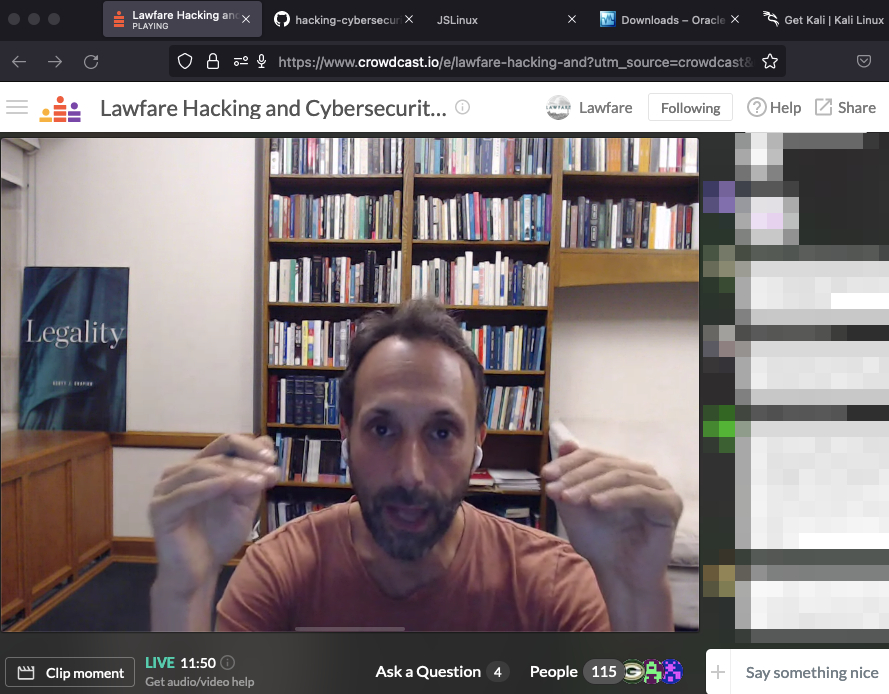 Lawfare Hacking and
PLAYING
hacking-cybersecuri
JSLinux
Downloads – Oracle
Get Kali | Kali Linux
https://www.crowdcast.io/e/lawfare-hacking-and?utm_source=crowdcast&
Lawfare Hacking and Cybersecurit...
LAWFARE
Lawfare
Following
Help
Share
Legality
SCOTT J. SHAPIRO
Clip moment
LIVE 11:50
Get audio/video help
Ask a Question 4
People 115
G
Say something nice